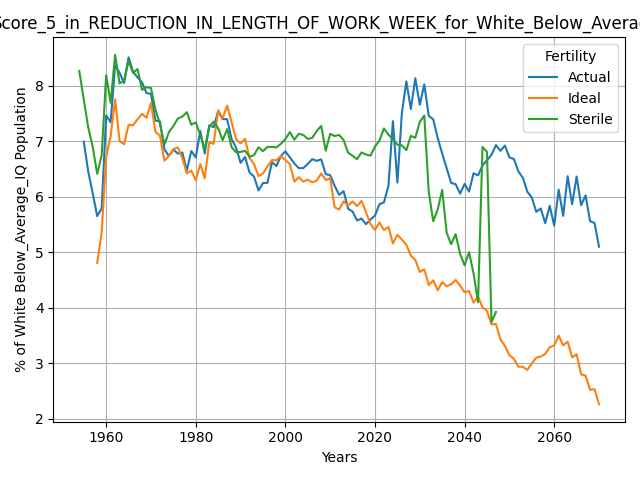 Score_5_in_REDUCTION_IN_LENGTH_OF_WORK_WEEK_for_White_Below_Avera
Fertility
Actual
Ideal
Sterile
% of White Below_Average_IQ Population
8
7
6
5
4
3
2
1960
1980
2000
2020
2040
2060
Years